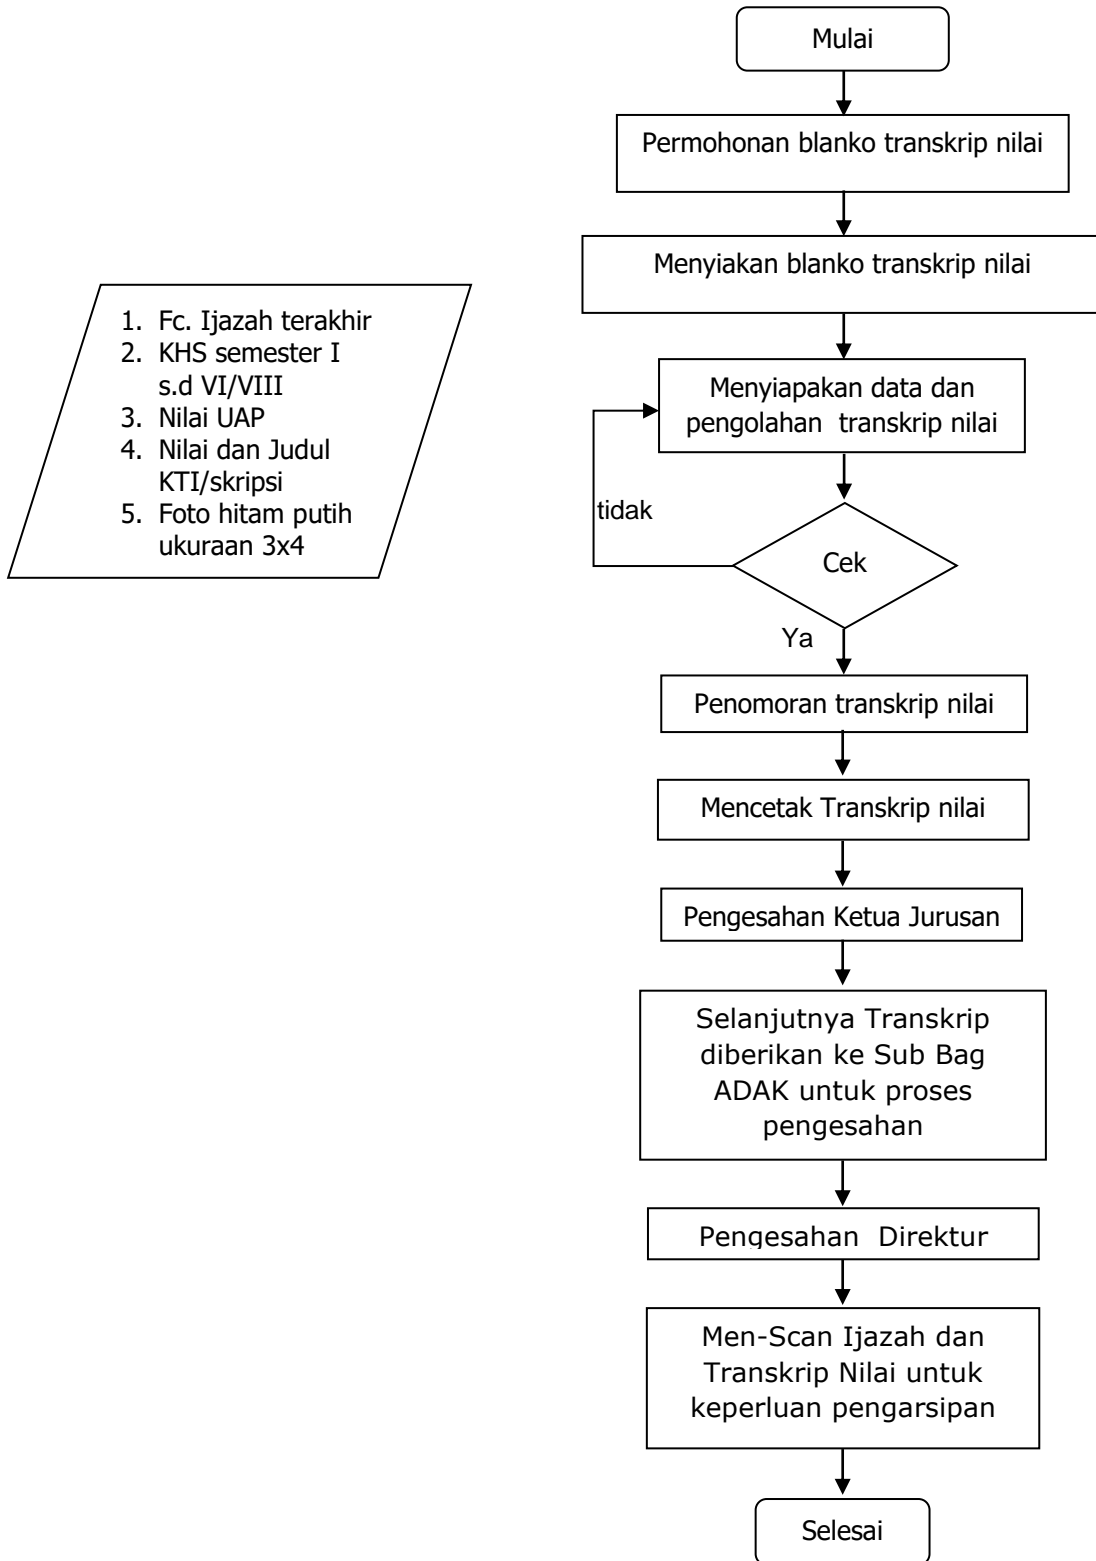 Mulai
Permohonan blanko transkrip nilai
Menyiakan blanko transkrip nilai
1. Fc. Ijazah terakhir
2. KHS semester I
s.d VI/VIII
3. Nilai UAP
4. Nilai dan Judul
KTI/skripsi
5. Foto hitam putih
ukuraan 3x4
Menyiapakan data dan
pengolahan transkrip nilai
tidak
Cek
Ya
Penomoran transkrip nilai
Mencetak Transkrip nilai
Pengesahan Ketua Jurusan
Selanjutnya Transkrip
diberikan ke Sub Bag
ADAK untuk proses
pengesahan
Pengesahan Direktur
Men-Scan Ijazah dan
Transkrip Nilai untuk
keperluan pengarsipan
Selesai